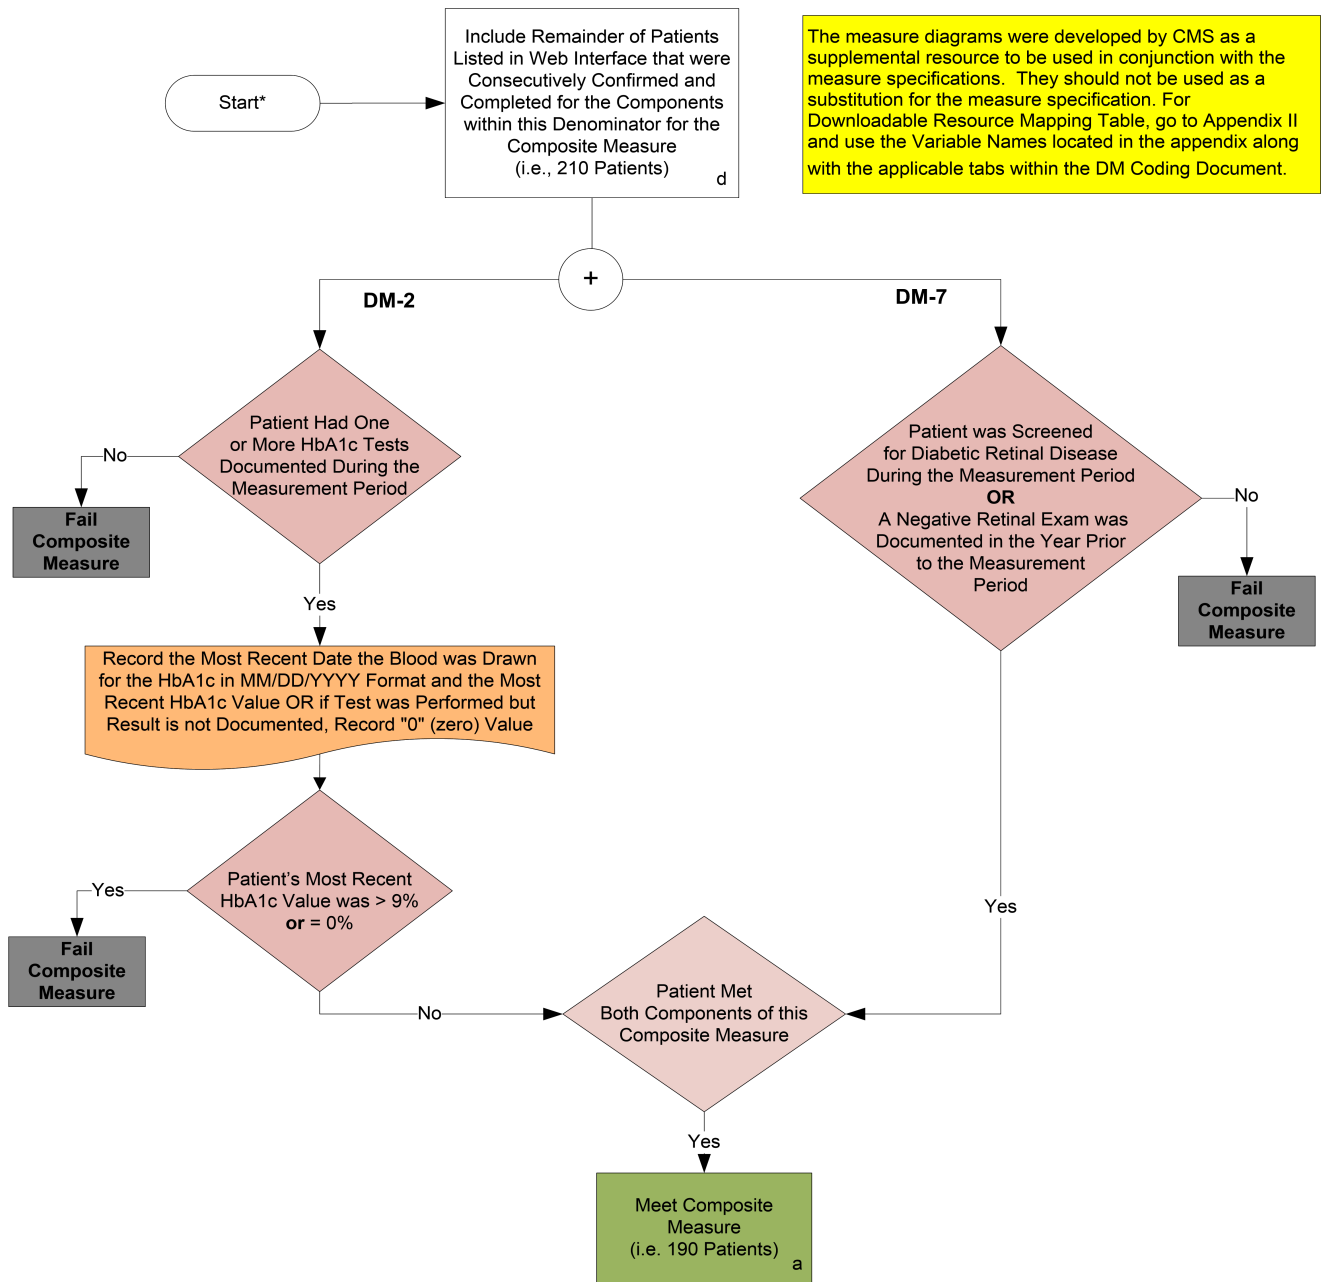 Start*
Include Remainder of Patients
Listed in Web Interface that were
Consecutively Confirmed and
Completed for the Components
within this Denominator for the
Composite Measure
(i.e., 210 Patients)
d
The measure diagrams were developed by CMS as a
supplemental resource to be used in conjunction with the
measure specifications.  They should not be used as a
substitution for the measure specification. For
Downloadable Resource Mapping Table, go to Appendix II
and use the Variable Names located in the appendix along
with the applicable tabs within the DM Coding Document.
+
DM-2
DM-7
Patient Had One
or More HbA1c Tests
Documented During the
Measurement Period
No
Fail
Composite
Measure
Yes
Patient was Screened
for Diabetic Retinal Disease
During the Measurement Period
OR
A Negative Retinal Exam was
Documented in the Year Prior
to the Measurement
Period
No
Fail
Composite
Measure
Record the Most Recent Date the Blood was Drawn
for the HbA1c in MM/DD/YYYY Format and the Most
Recent HbA1c Value OR if Test was Performed but
Result is not Documented, Record "0" (zero) Value
Patient's Most Recent
HbA1c Value was > 9%
or = 0%
Yes
Fail
Composite
Measure
No
Yes
Patient Met
Both Components of this
Composite Measure
Yes
Meet Composite
Measure
(i.e. 190 Patients)
a